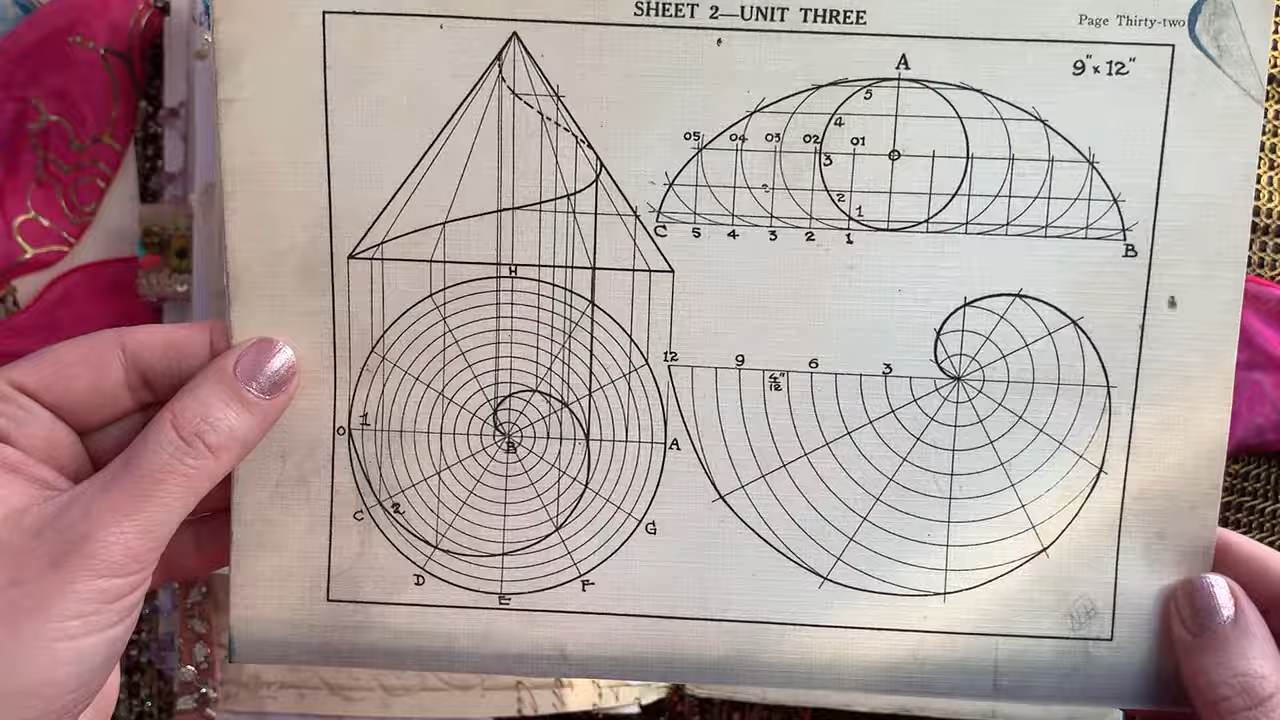 SHEET 2—UNIT THREE
Page Thirty-two
9"x 12"
A
5
4
05 04 03 02 01
3
2
1
C 5 4 3 2 1 B
H
12 9 6 3
4"/12
1
O B A
C 2 G
D F
E